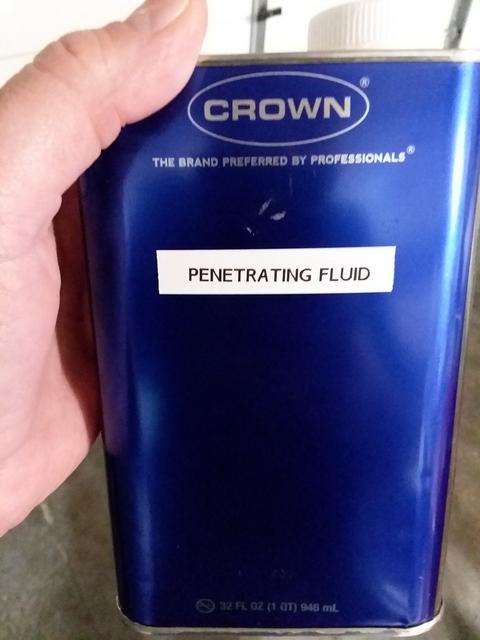 CROWN®
THE BRAND PREFERRED BY PROFESSIONALS®
PENETRATING FLUID
32 FL OZ (1 QT) 946 mL